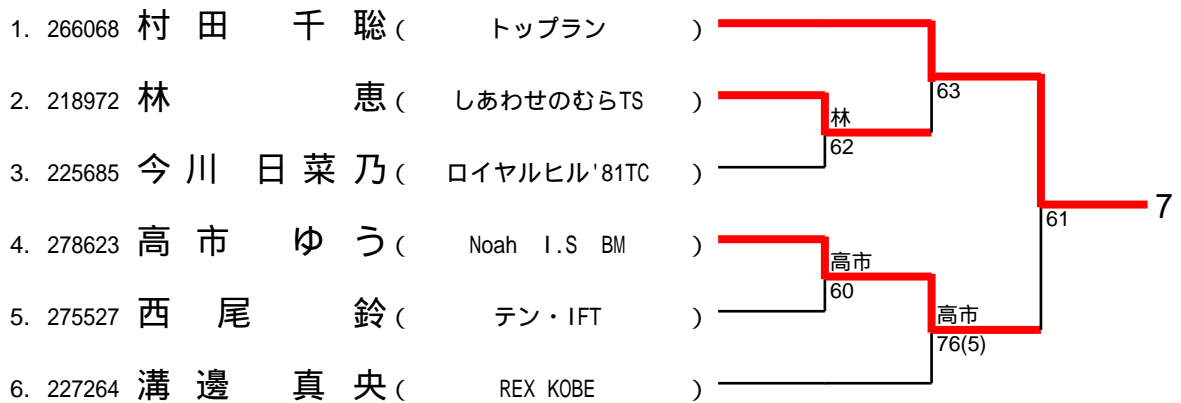 1. 266068 村田 千聡 ( トップラン )
63
2. 218972 林 恵 ( しあわせのむらTS )
林
62
3. 225685 今川 日菜乃 ( ロイヤルヒル'81TC )
7
61
4. 278623 高市 ゆう ( Noah I.S BM )
高市
60
5. 275527 西尾 鈴 ( テン・IFT )
高市
76(5)
6. 227264 溝邊 真央 ( REX KOBE )